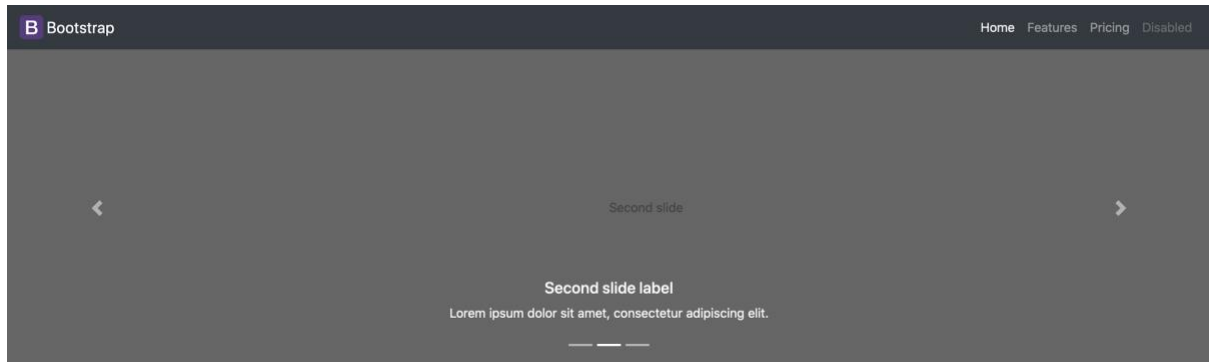 B Bootstrap
Home Features Pricing Disabled
Second slide
Second slide label
Lorem ipsum dolor sit amet, consectetur adipiscing elit.